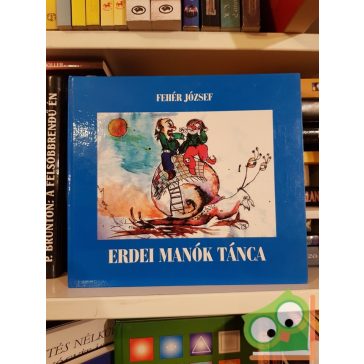 FEHÉR JÓZSEF
ERDEI MANÓK TÁNCA
P. BRUNTON: A FELSŐBBRENDŰ ÉN